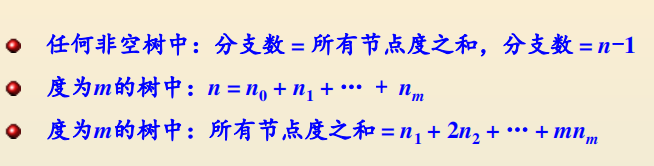 任何非空树中：分支数 = 所有节点度之和，分支数 = n-1
度为m的树中：n = n₀ + n₁ + ··· + nₘ
度为m的树中：所有节点度之和 = n₁ + 2n₂ + ··· + mnₘ